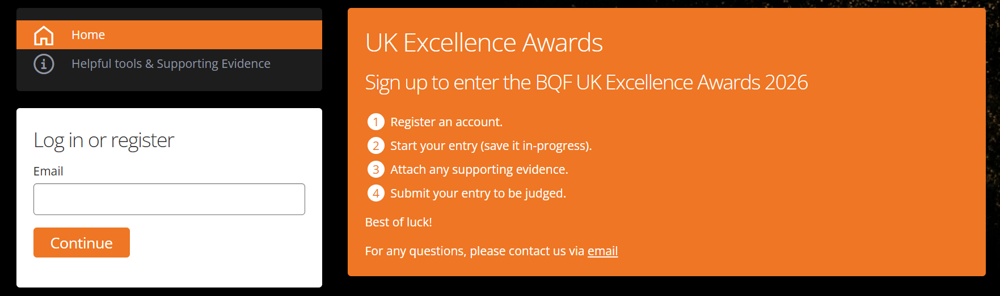 Home
Helpful tools & Supporting Evidence
Log in or register
Email
Continue
UK Excellence Awards
Sign up to enter the BQF UK Excellence Awards 2026
1 Register an account.
2 Start your entry (save it in-progress).
3 Attach any supporting evidence.
4 Submit your entry to be judged.
Best of luck!
For any questions, please contact us via email